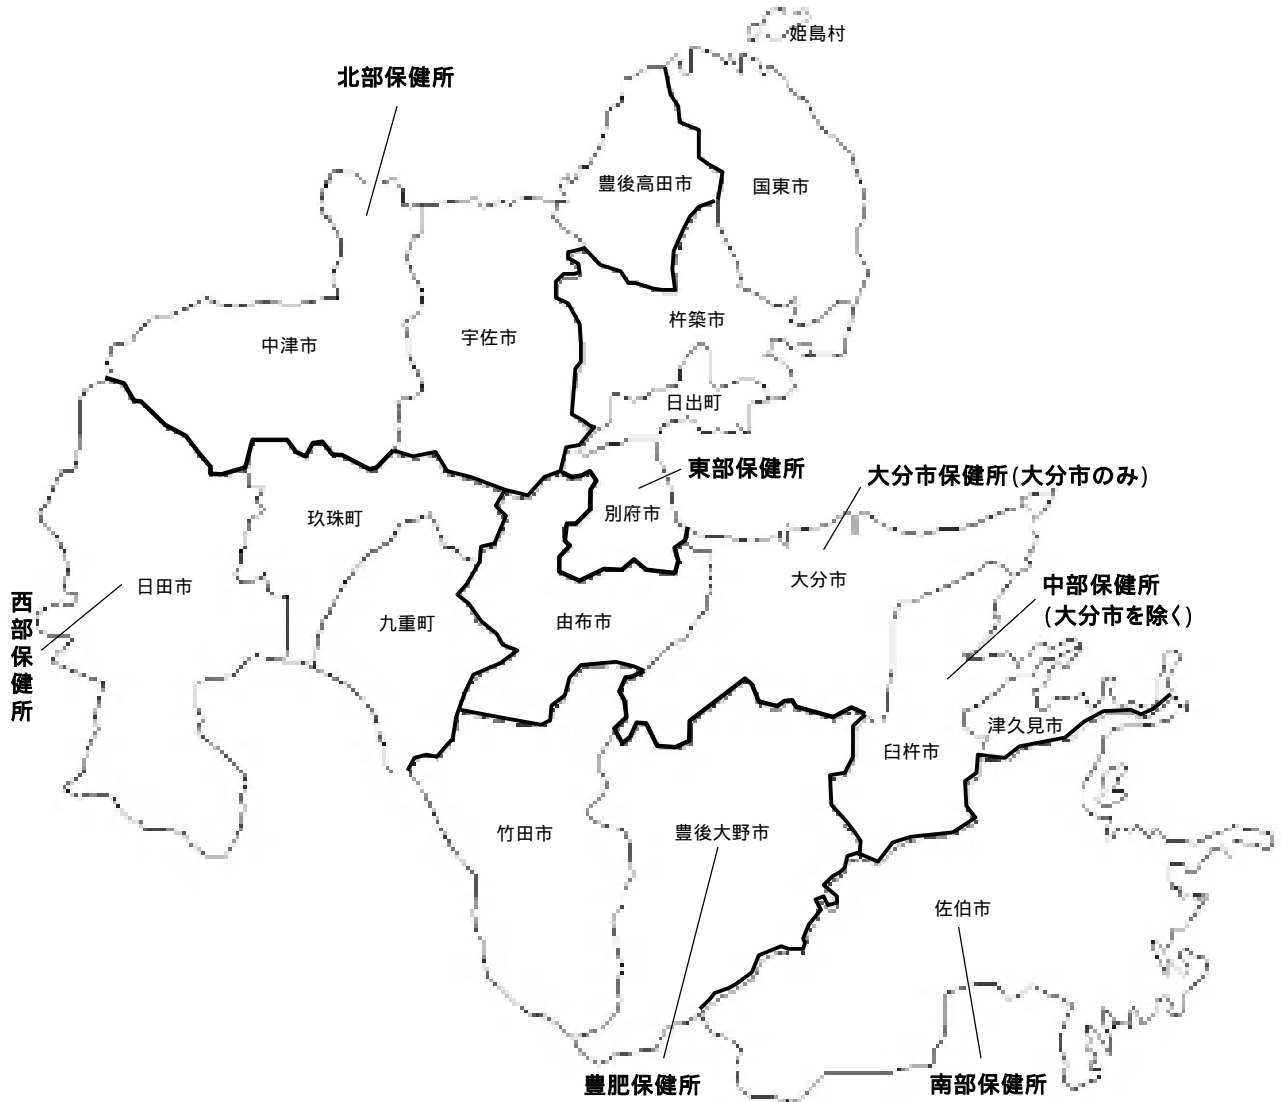 姫島村
北部保健所
豊後高田市
国東市
杵築市
中津市
宇佐市
日出町
東部保健所
大分市保健所(大分市のみ)
玖珠町
別府市
大分市
中部保健所
(大分市を除く)
西部保健所
日田市
九重町
由布市
津久見市
臼杵市
竹田市
豊後大野市
佐伯市
豊肥保健所
南部保健所